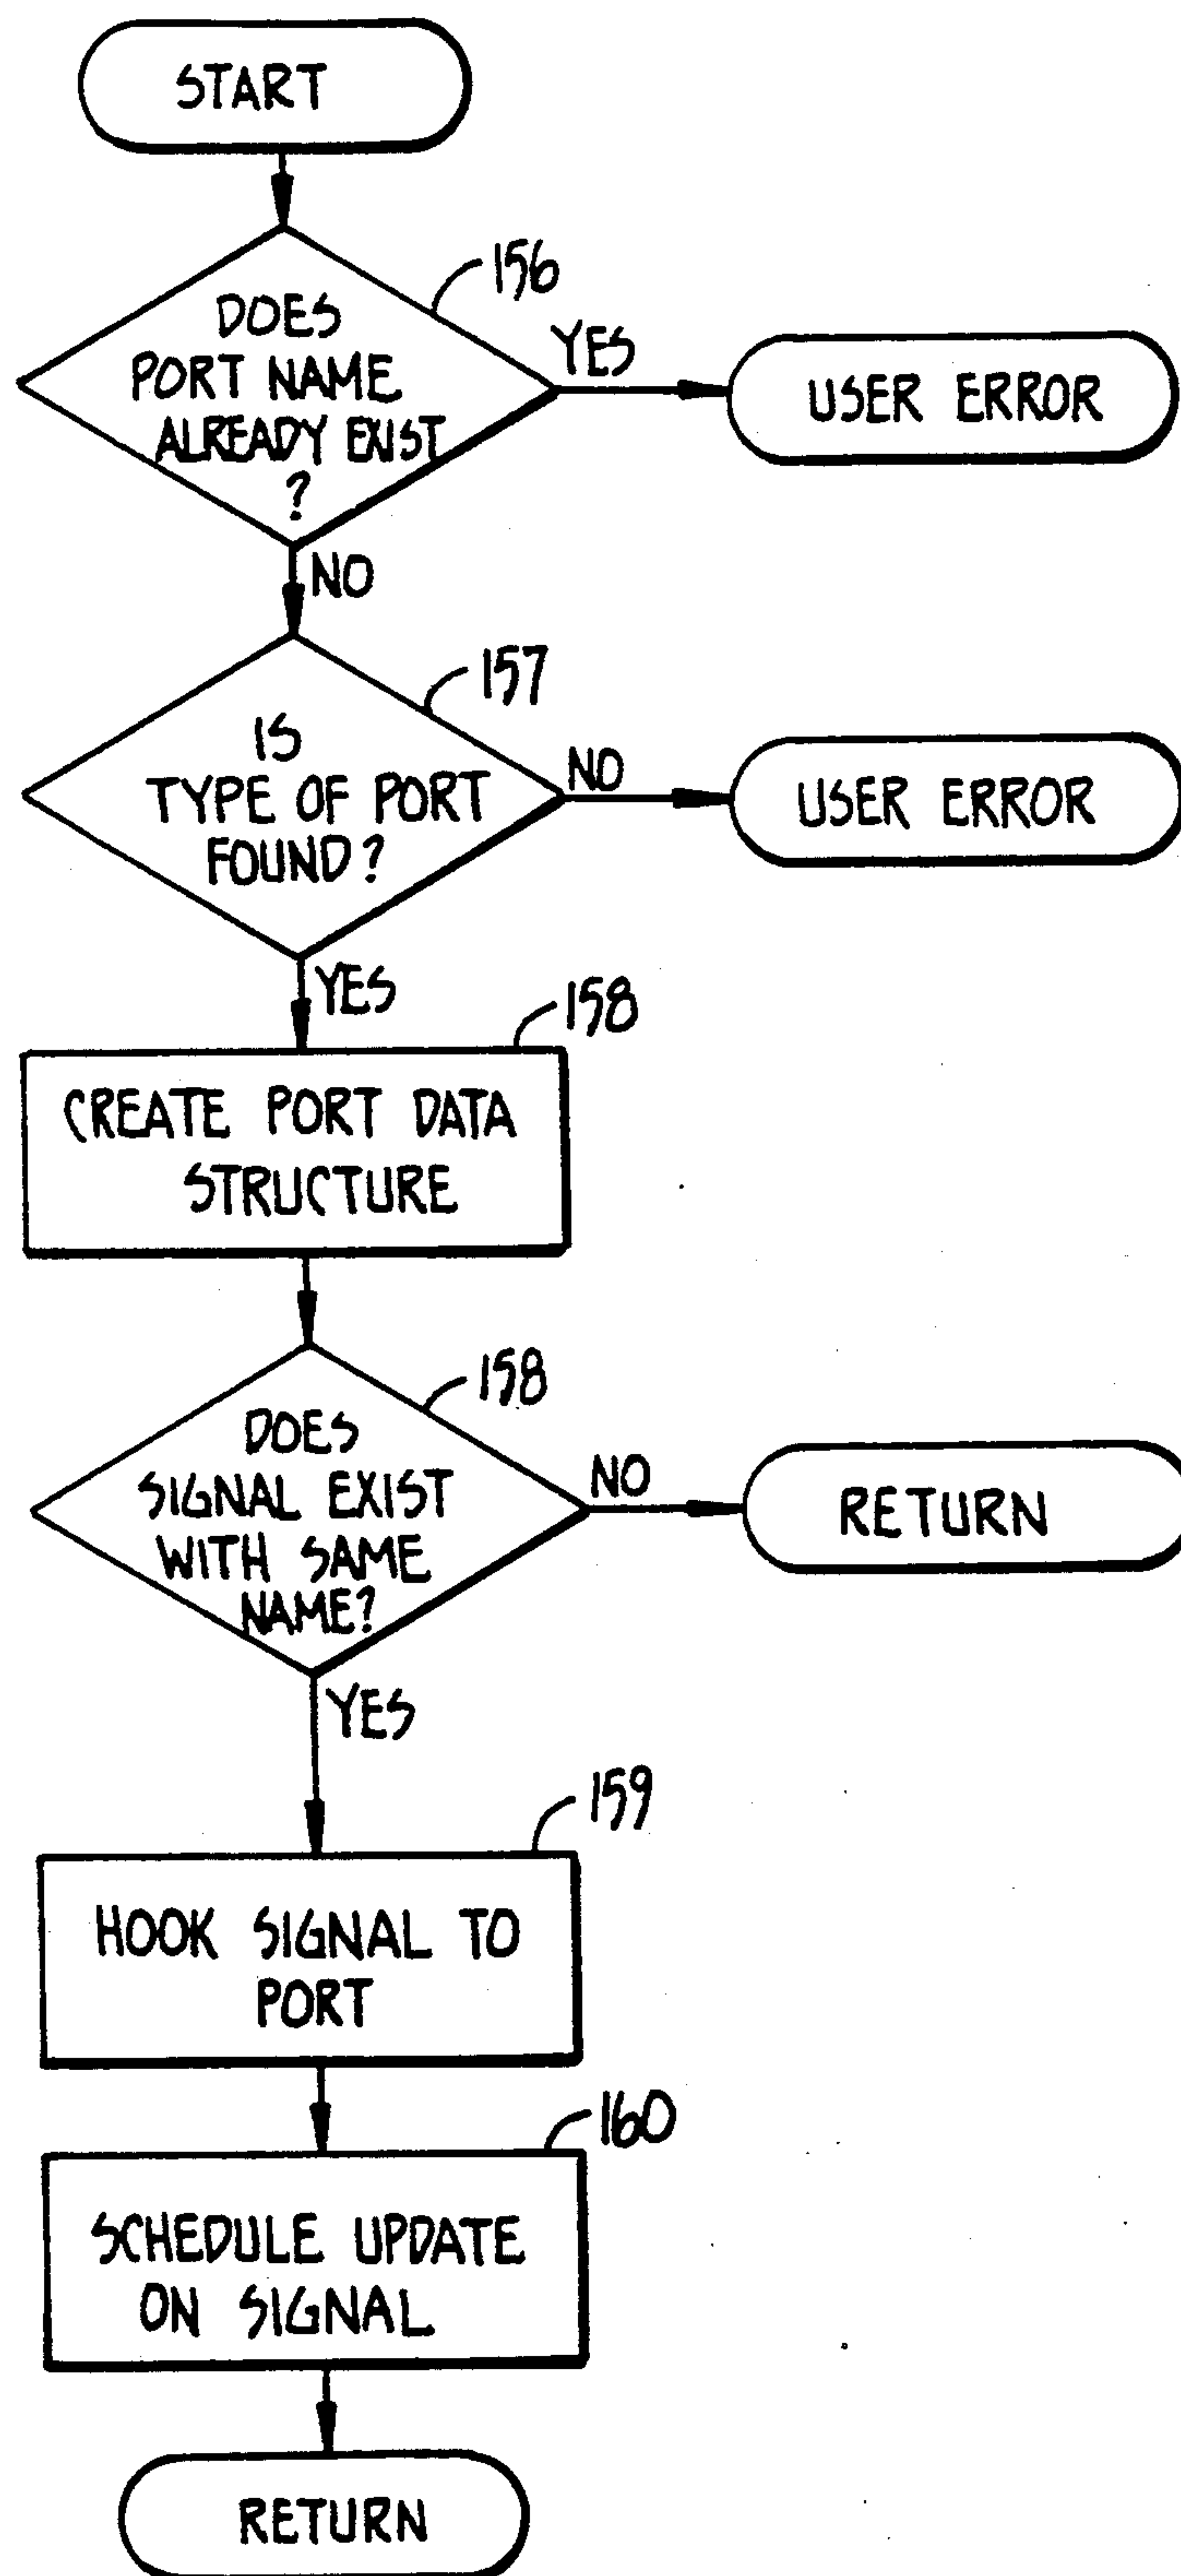 START
156
DOES
PORT NAME
ALREADY EXIST
?
YES
USER ERROR
NO
157
IS
TYPE OF PORT
FOUND?
NO
USER ERROR
YES
158
CREATE PORT DATA
STRUCTURE
158
DOES
SIGNAL EXIST
WITH SAME
NAME?
NO
RETURN
YES
159
HOOK SIGNAL TO
PORT
160
SCHEDULE UPDATE
ON SIGNAL
RETURN